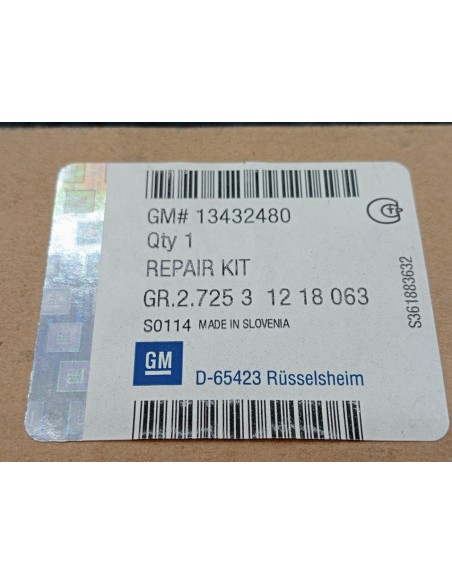 GM# 13432480
Qty 1
REPAIR KIT
GR.2.725 3 12 18 063
S0114 MADE IN SLOVENIA
GM
D-65423 Rüsselsheim
S361883632